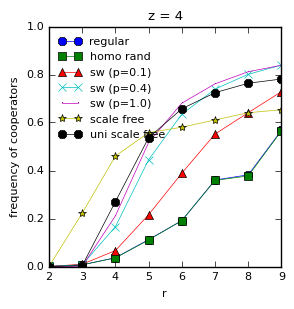 z = 4
1.0
0.8
0.6
0.4
0.2
0.0
frequency of cooperators
regular
homo rand
sw (p=0.1)
sw (p=0.4)
sw (p=1.0)
scale free
uni scale free
2 3 4 5 6 7 8 9
r